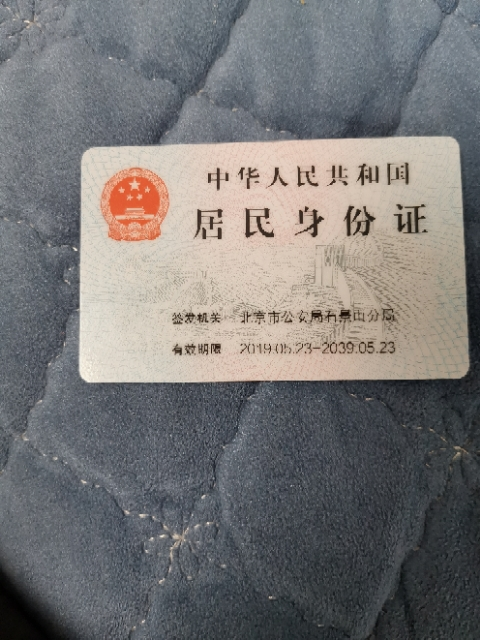 中华人民共和国
居民身份证
签发机关 北京市公安局石景山分局
有效期限 2019.05.23-2039.05.23